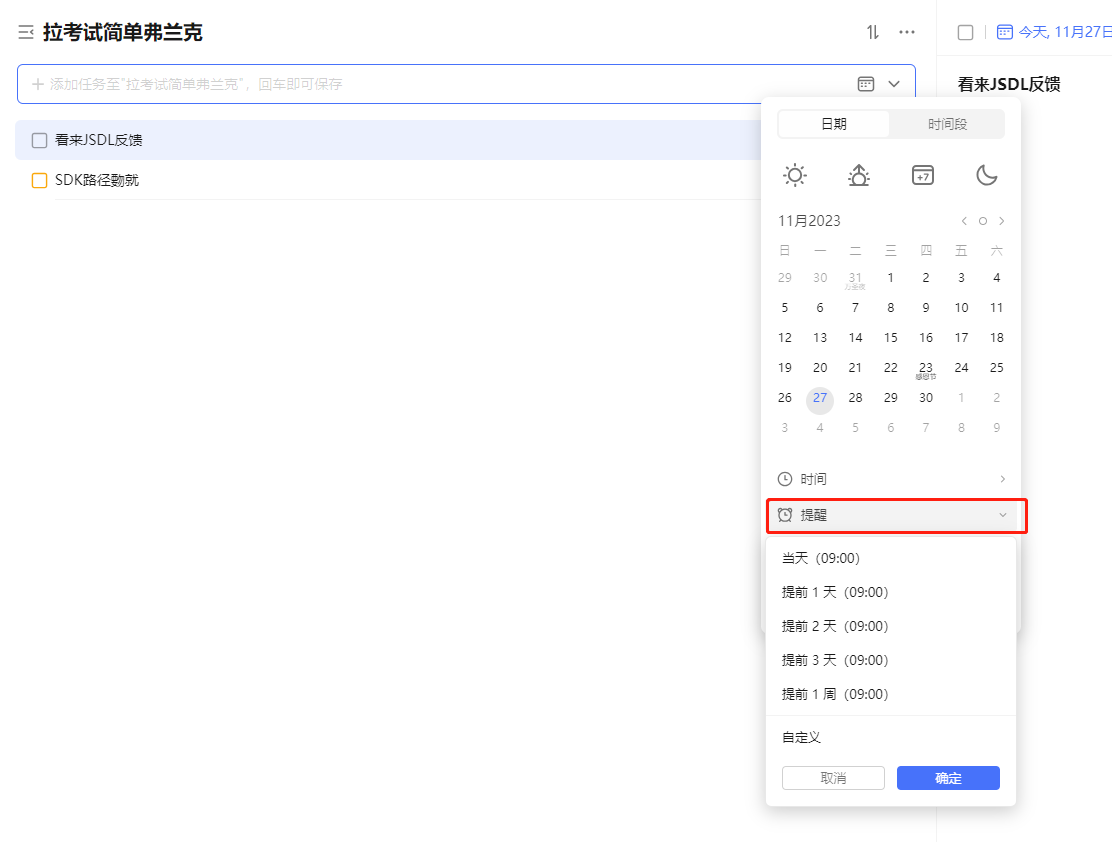 拉考试简单弗兰克
今天, 11月27日
添加任务至"拉考试简单弗兰克"，回车即可保存
看来JSDL反馈
看来JSDL反馈
SDK路径覅就
日期 时间段
+7
11月2023
日 一 二 三 四 五 六
29 30 31 1 2 3 4
万圣夜
5 6 7 8 9 10 11
12 13 14 15 16 17 18
19 20 21 22 23 24 25
感恩节
26 27 28 29 30 1 2
3 4 5 6 7 8 9
时间
提醒
当天（09:00）
提前 1 天（09:00）
提前 2 天（09:00）
提前 3 天（09:00）
提前 1 周（09:00）
自定义
取消 确定